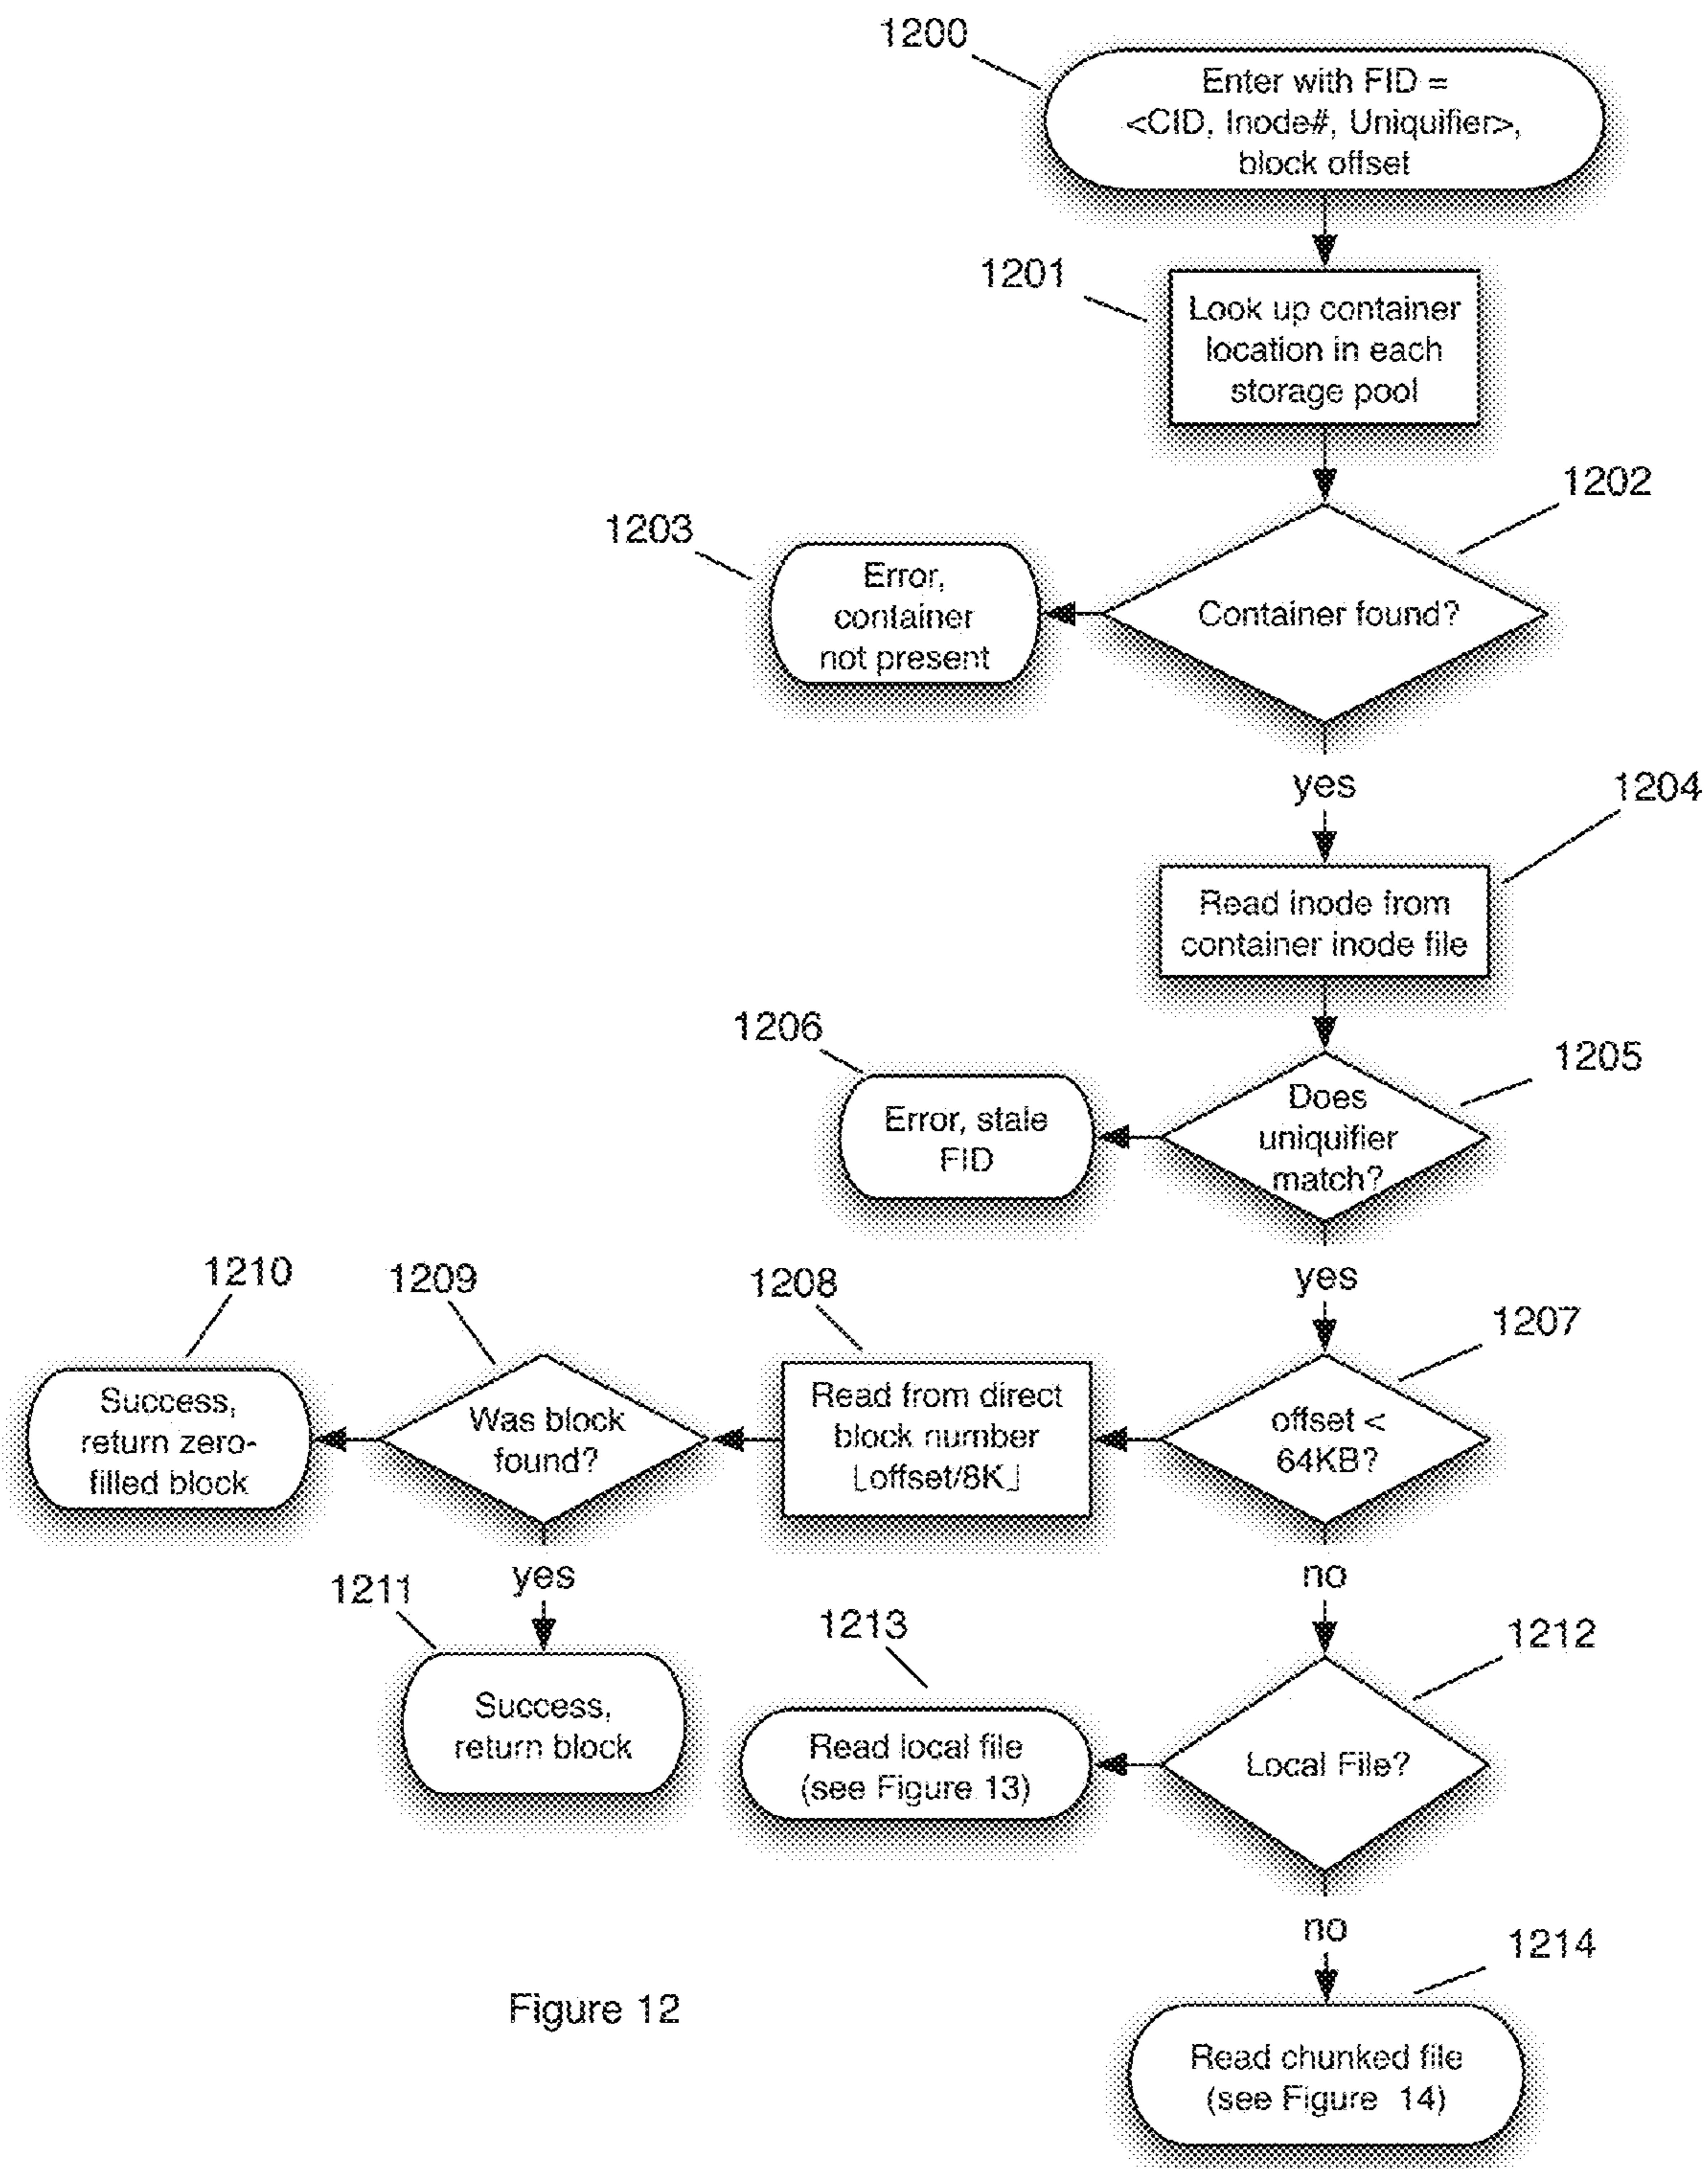 1200
Enter with FID =
<CID, Inode#, Uniquifier>,
block offset
1201
Look up container
location in each
storage pool
1202
Container found?
1203
Error,
container
not present
yes
1204
Read inode from
container inode file
1205
Does
uniquifier
match?
1206
Error, stale
FID
yes
1207
offset <
64KB?
1208
Read from direct
block number
⌊offset/8K⌋
1209
Was block
found?
1210
Success,
return zero-
filled block
yes
1211
Success,
return block
no
1212
Local File?
1213
Read local file
(see Figure 13)
no
1214
Read chunked file
(see Figure 14)
Figure 12